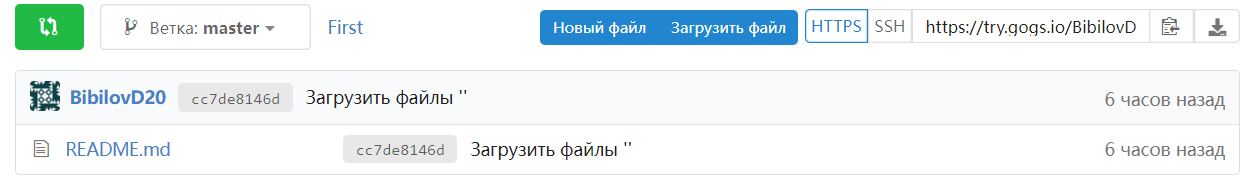 Ветка: master First Новый файл Загрузить файл HTTPS SSH https://try.gogs.io/BibilovD
BibilovD20 cc7de8146d Загрузить файлы '' 6 часов назад
README.md cc7de8146d Загрузить файлы '' 6 часов назад